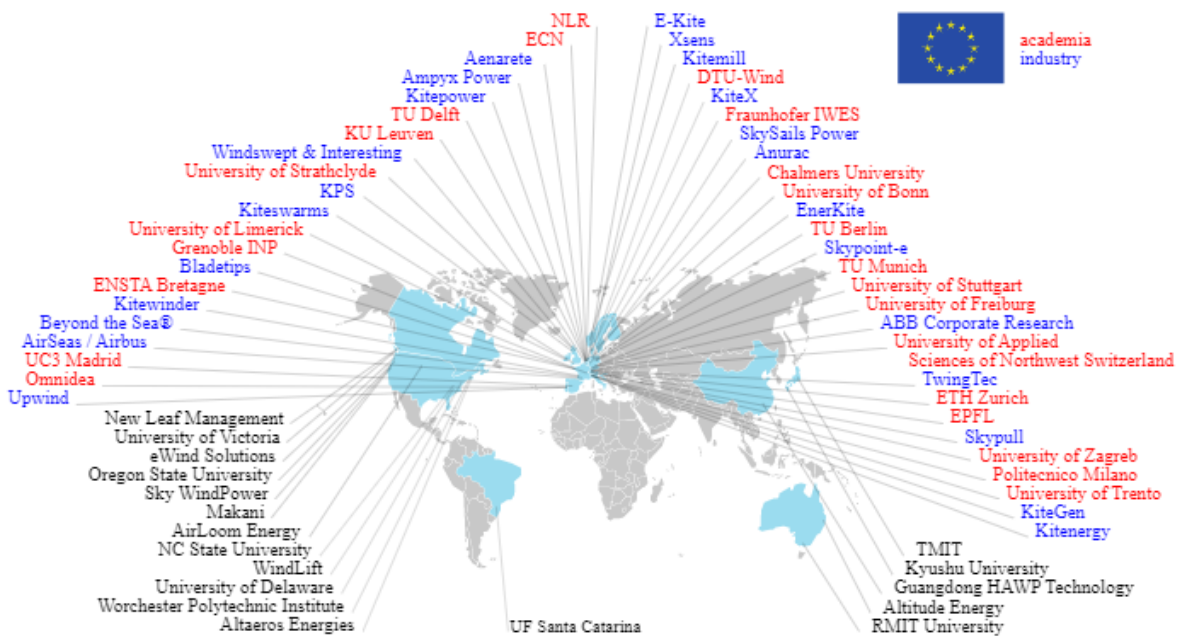 NLR
ECN
Aenarete
Ampyx Power
Kitepower
TU Delft
KU Leuven
Windswept & Interesting
University of Strathclyde
KPS
Kiteswarms
University of Limerick
Grenoble INP
Bladetips
ENSTA Bretagne
Kitewinder
Beyond the Sea®
AirSeas / Airbus
UC3 Madrid
Omnidea
Upwind
New Leaf Management
University of Victoria
eWind Solutions
Oregon State University
Sky WindPower
Makani
AirLoom Energy
NC State University
WindLift
University of Delaware
Worchester Polytechnic Institute
Altaeros Energies
UF Santa Catarina
E-Kite
Xsens
Kitemill
DTU-Wind
KiteX
Fraunhofer IWES
SkySails Power
Anurac
Chalmers University
University of Bonn
EnerKite
TU Berlin
Skypoint-e
TU Munich
University of Stuttgart
University of Freiburg
ABB Corporate Research
University of Applied
Sciences of Northwest Switzerland
TwingTec
ETH Zurich
EPFL
Skypull
University of Zagreb
Politecnico Milano
University of Trento
KiteGen
Kitenergy
TMIT
Kyushu University
Guangdong HAWP Technology
Altitude Energy
RMIT University
academia
industry